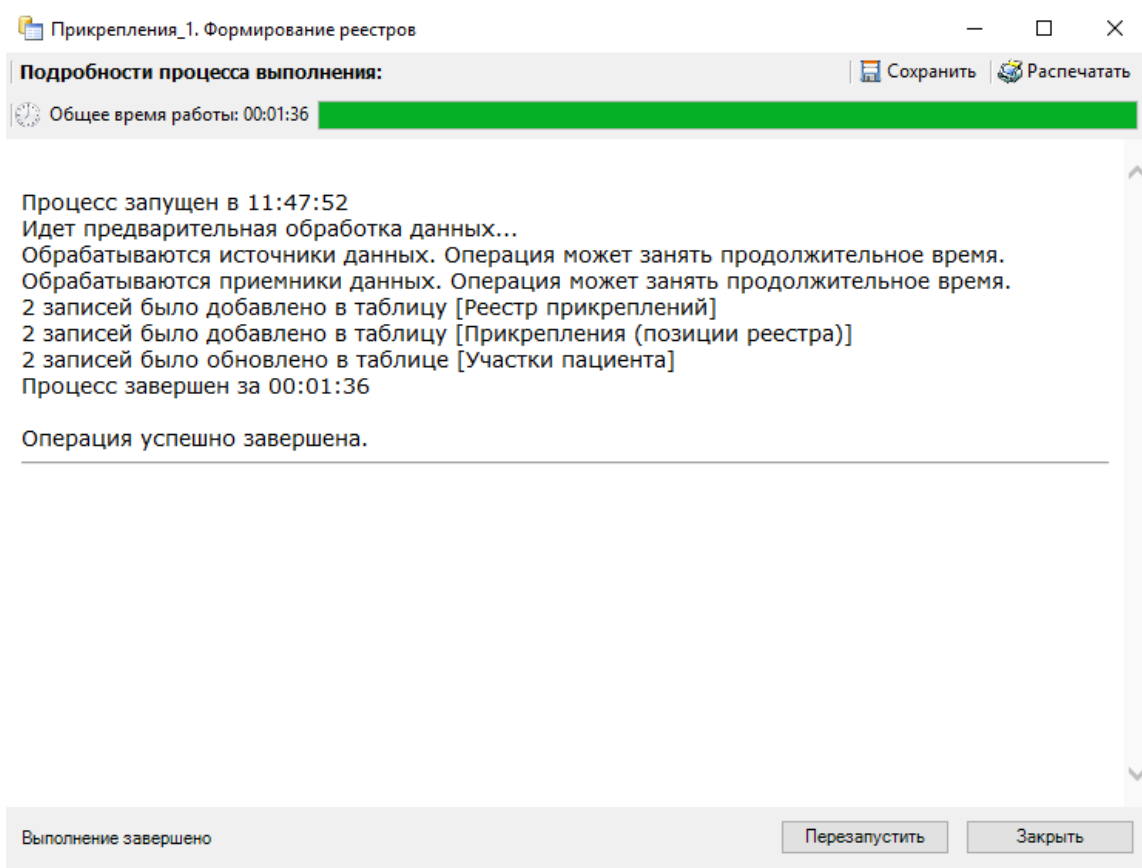 Прикрепления_1. Формирование реестров
Подробности процесса выполнения:
Сохранить
Распечатать
Общее время работы: 00:01:36
Процесс запущен в 11:47:52
Идет предварительная обработка данных...
Обрабатываются источники данных. Операция может занять продолжительное время.
Обрабатываются приемники данных. Операция может занять продолжительное время.
2 записей было добавлено в таблицу [Реестр прикреплений]
2 записей было добавлено в таблицу [Прикрепления (позиции реестра)]
2 записей было обновлено в таблице [Участки пациента]
Процесс завершен за 00:01:36
Операция успешно завершена.
Выполнение завершено
Перезапустить
Закрыть